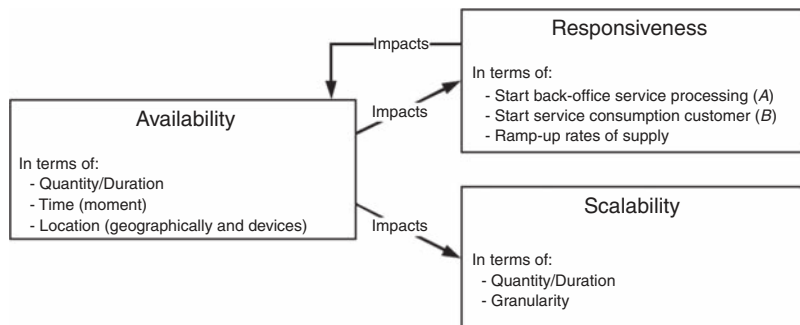 Responsiveness
In terms of:
- Start back-office service processing (A)
- Start service consumption customer (B)
- Ramp-up rates of supply
Impacts
Availability
In terms of:
- Quantity/Duration
- Time (moment)
- Location (geographically and devices)
Impacts
Impacts
Scalability
In terms of:
- Quantity/Duration
- Granularity